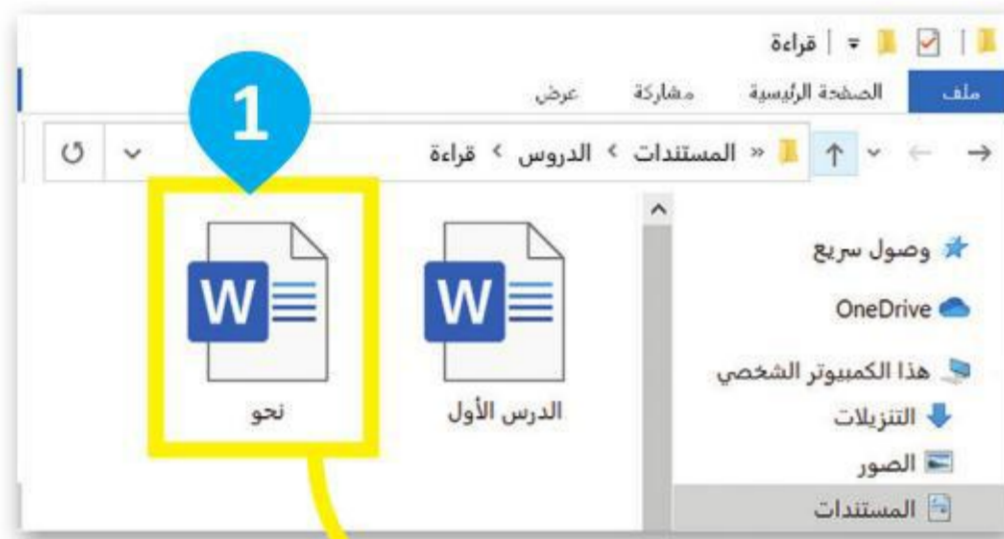 قراءة
ملف الصفحة الرئيسية مشاركة عرض
« المستندات › الدروس › قراءة
1
وصول سريع
OneDrive
هذا الكمبيوتر الشخصي
التنزيلات
الصور
المستندات
W
الدرس الأول
W
نحو